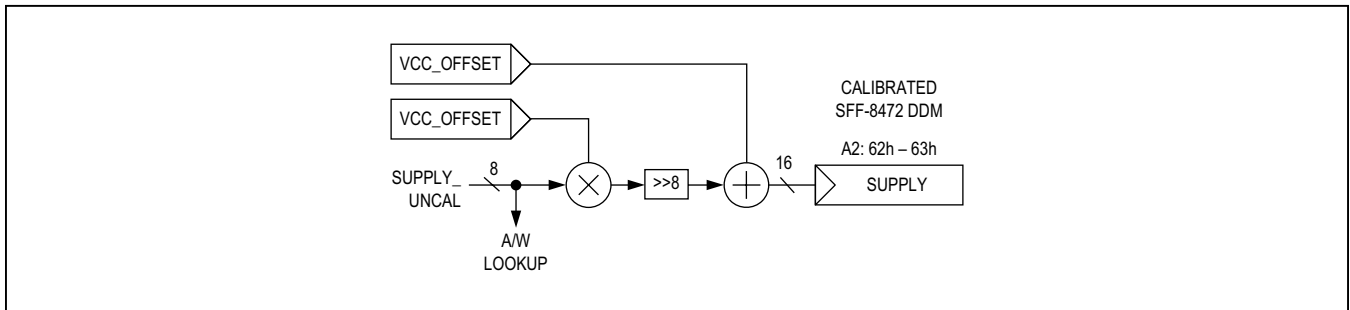 VCC_OFFSET
VCC_OFFSET
SUPPLY_
UNCAL
8
A/W
LOOKUP
>>8
16
CALIBRATED
SFF-8472 DDM
A2: 62h – 63h
SUPPLY